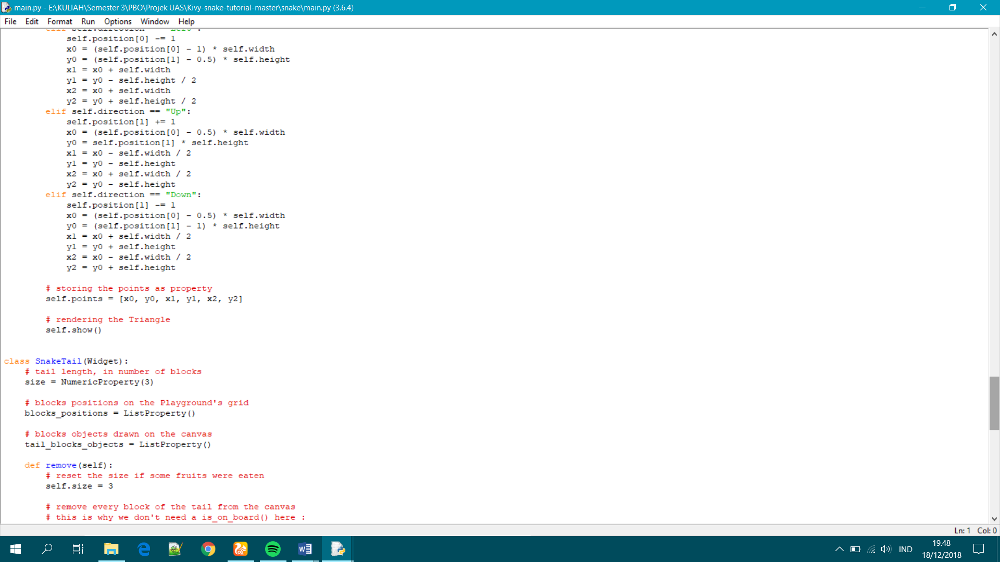 main.py - E:\KULIAH\Semester 3\PBO\Projek UAS\Kivy-snake-tutorial-master\snake\main.py (3.6.4)
File Edit Format Run Options Window Help
elif self.direction == "Left":
            self.position[0] -= 1
            x0 = (self.position[0] - 1) * self.width
            y0 = (self.position[1] - 0.5) * self.height
            x1 = x0 + self.width
            y1 = y0 - self.height / 2
            x2 = x0 + self.width
            y2 = y0 + self.height / 2
        elif self.direction == "Up":
            self.position[1] += 1
            x0 = (self.position[0] - 0.5) * self.width
            y0 = self.position[1] * self.height
            x1 = x0 - self.width / 2
            y1 = y0 - self.height
            x2 = x0 + self.width / 2
            y2 = y0 - self.height
        elif self.direction == "Down":
            self.position[1] -= 1
            x0 = (self.position[0] - 0.5) * self.width
            y0 = (self.position[1] - 1) * self.height
            x1 = x0 + self.width / 2
            y1 = y0 + self.height
            x2 = x0 - self.width / 2
            y2 = y0 + self.height
        # storing the points as property
        self.points = [x0, y0, x1, y1, x2, y2]
        # rendering the Triangle
        self.show()
class SnakeTail(Widget):
    # tail length, in number of blocks
    size = NumericProperty(3)
    # blocks positions on the Playground's grid
    blocks_positions = ListProperty()
    # blocks objects drawn on the canvas
    tail_blocks_objects = ListProperty()
    def remove(self):
        # reset the size if some fruits were eaten
        self.size = 3
        # remove every block of the tail from the canvas
        # this is why we don't need a is_on_board() here :
Ln: 1 Col: 0
IND
19.48
18/12/2018